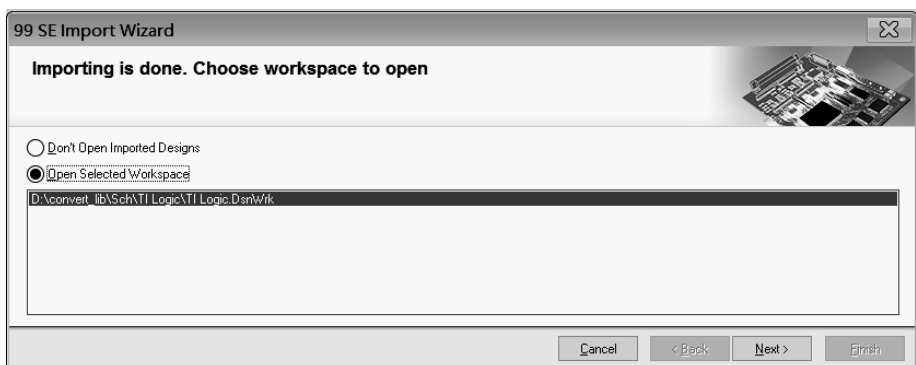 99 SE Import Wizard
Importing is done. Choose workspace to open
Don't Open Imported Designs
Open Selected Workspace
D:\convert_lib\Sch\TI Logic\TI Logic.DsnWrk
Cancel
< Back
Next >
Finish